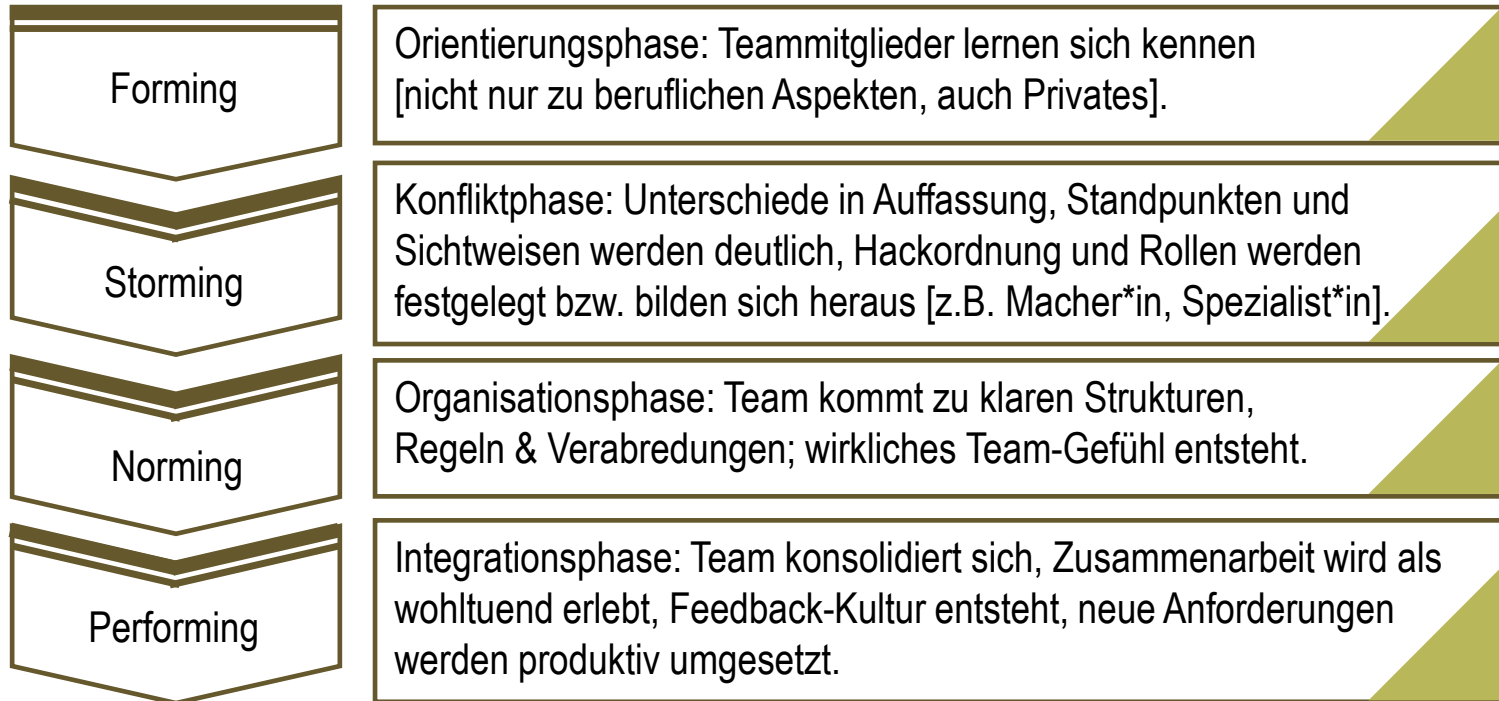 Forming
Orientierungsphase: Teammitglieder lernen sich kennen
[nicht nur zu beruflichen Aspekten, auch Privates].
Storming
Konfliktphase: Unterschiede in Auffassung, Standpunkten und
Sichtweisen werden deutlich, Hackordnung und Rollen werden
festgelegt bzw. bilden sich heraus [z.B. Macher*in, Spezialist*in].
Norming
Organisationsphase: Team kommt zu klaren Strukturen,
Regeln & Verabredungen; wirkliches Team-Gefühl entsteht.
Performing
Integrationsphase: Team konsolidiert sich, Zusammenarbeit wird als
wohltuend erlebt, Feedback-Kultur entsteht, neue Anforderungen
werden produktiv umgesetzt.